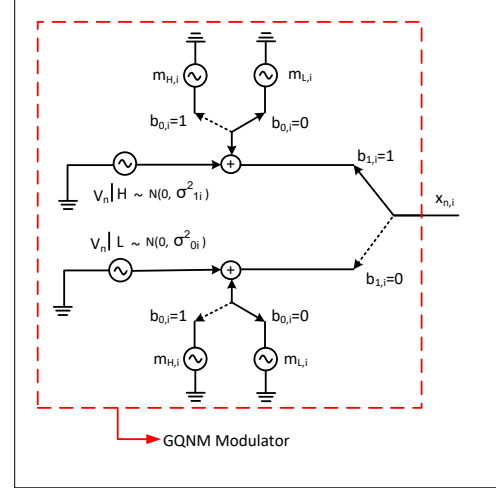 m_{H,i} m_{L,i}
b_{0,i}=1 b_{0,i}=0
b_{1,i}=1
V_n| H ~ N(0, σ²_{1i})
x_{n,i}
V_n| L ~ N(0, σ²_{0i})
b_{1,i}=0
b_{0,i}=1 b_{0,i}=0
m_{H,i} m_{L,i}
GQNM Modulator